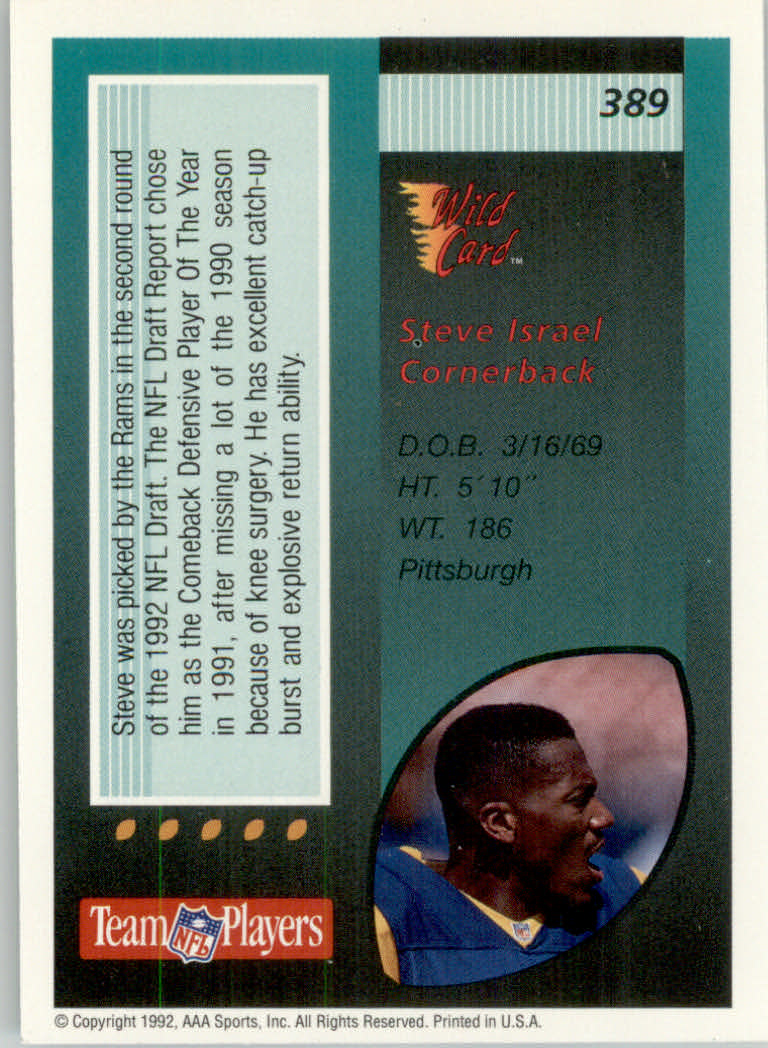 389
Wild
Card™
Steve Israel
Cornerback
D.O.B. 3/16/69
HT. 5´10˝
WT. 186
Pittsburgh
Steve was picked by the Rams in the second round
of the 1992 NFL Draft. The NFL Draft Report chose
him as the Comeback Defensive Player Of The Year
in 1991, after missing a lot of the 1990 season
because of knee surgery. He has excellent catch-up
burst and explosive return ability.
Team NFL Players
© Copyright 1992, AAA Sports, Inc. All Rights Reserved. Printed in U.S.A.